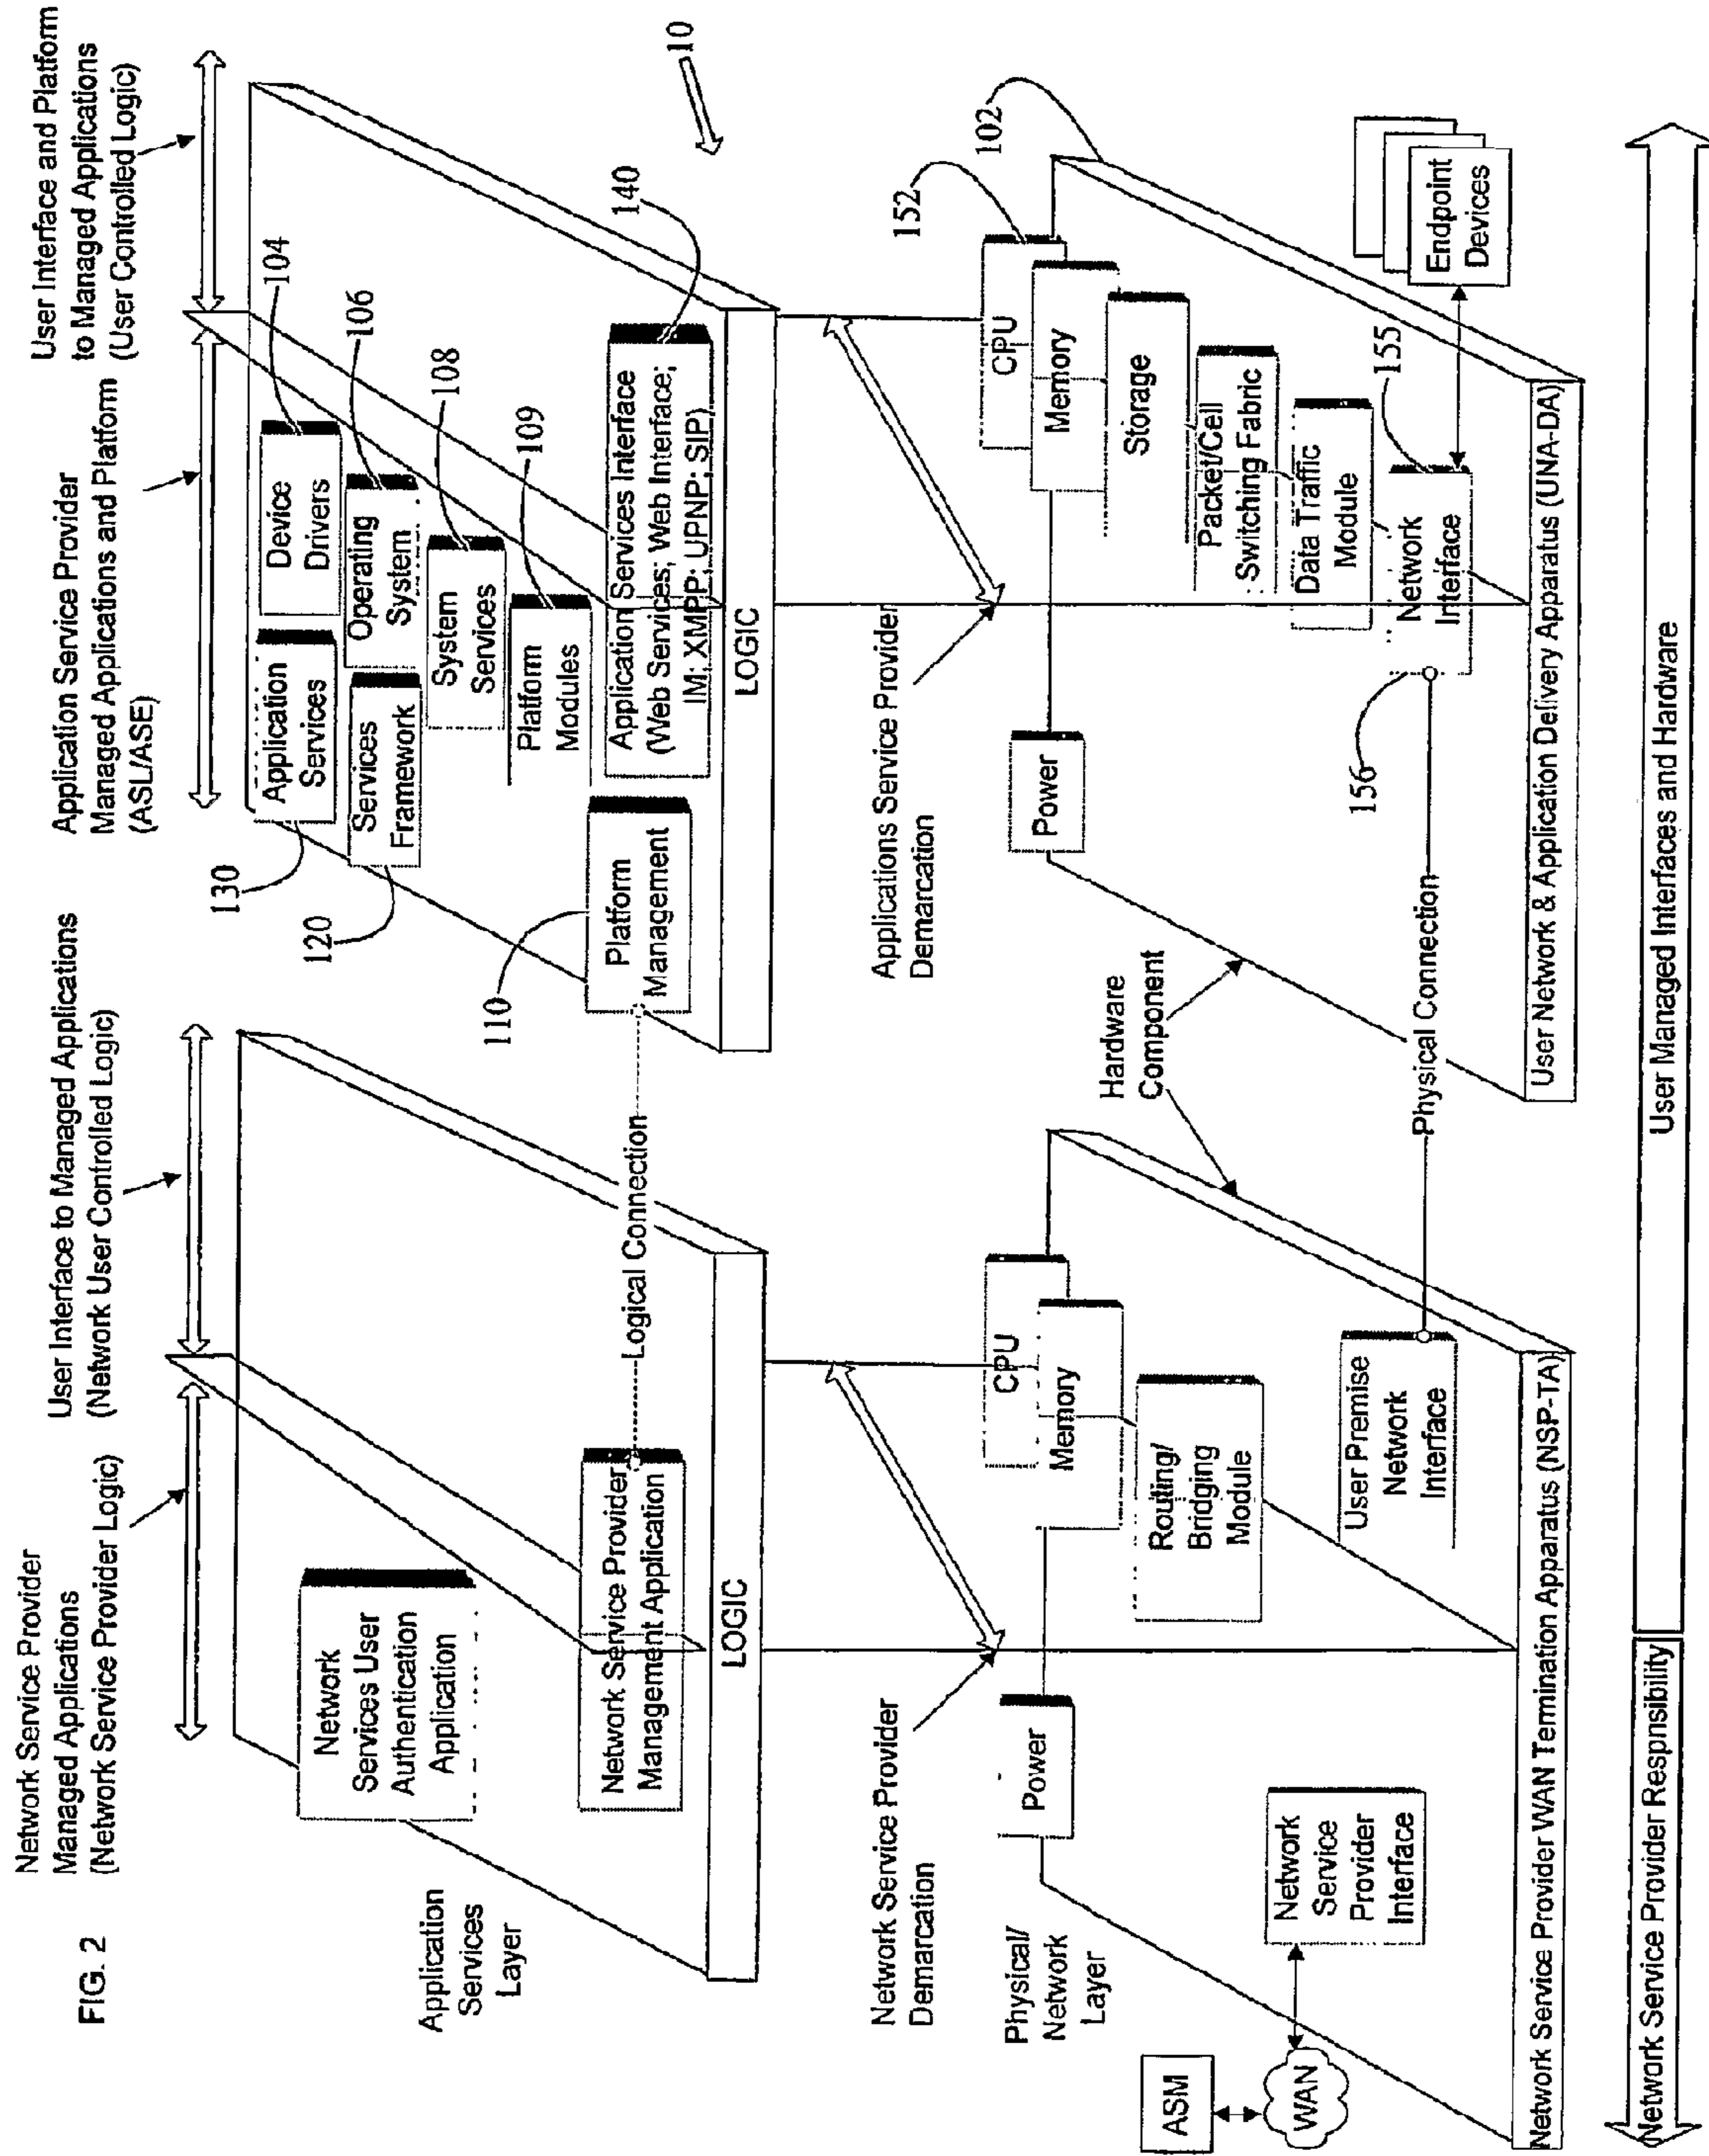 FIG. 2
Network Service Provider
Managed Applications
(Network Service Provider Logic)
User Interface to Managed Applications
(Network User Controlled Logic)
Application Service Provider
Managed Applications and Platform
(ASL/ASE)
User Interface and Platform
to Managed Applications
(User Controlled Logic)
Application
Services
Layer
Network
Services User
Authentication
Application
Network Service Provider
Management Application
LOGIC
Logical Connection
130
Application
Services
120
Services
Framework
110
Platform
Management
Device
Drivers
104
Operating
System
106
System
Services
108
Platform
Modules
109
Application Services Interface
(Web Services; Web Interface;
IM; XMPP; UPNP; SIP)
140
LOGIC
10
Network Service Provider
Demarcation
Applications Service Provider
Demarcation
Physical/
Network
Layer
ASM
WAN
Network
Service
Provider
Interface
Power
CPU
Memory
Routing/
Bridging
Module
User Premise
Network
Interface
Network Service Provider WAN Termination Apparatus (NSP-TA)
Hardware
Component
Physical Connection
Power
CPU
152
Memory
Storage
Packet/Cell
Switching Fabric
Data Traffic
Module
Network
Interface
155
156
102
Endpoint
Devices
User Network & Application Delivery Apparatus (UNA-DA)
Network Service Provider Respnsibility
User Managed Interfaces and Hardware